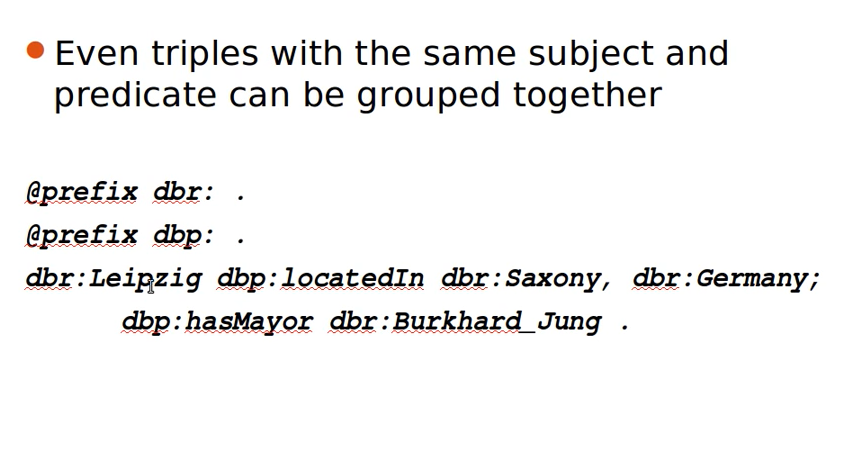 Even triples with the same subject and
predicate can be grouped together
@prefix dbr: .
@prefix dbp: .
dbr:Leipzig dbp:locatedIn dbr:Saxony, dbr:Germany;
dbp:hasMayor dbr:Burkhard_Jung .